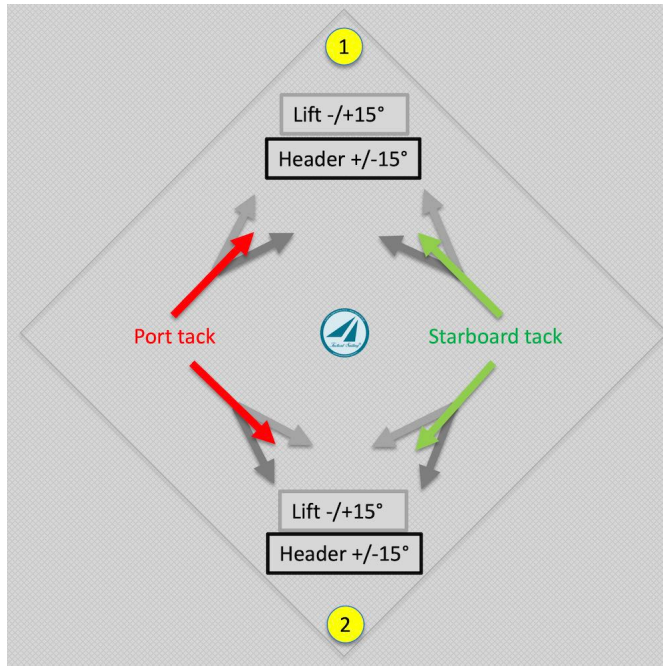 1
Lift -/+15°
Header +/-15°
Port tack
Starboard tack
Lift -/+15°
Header +/-15°
2